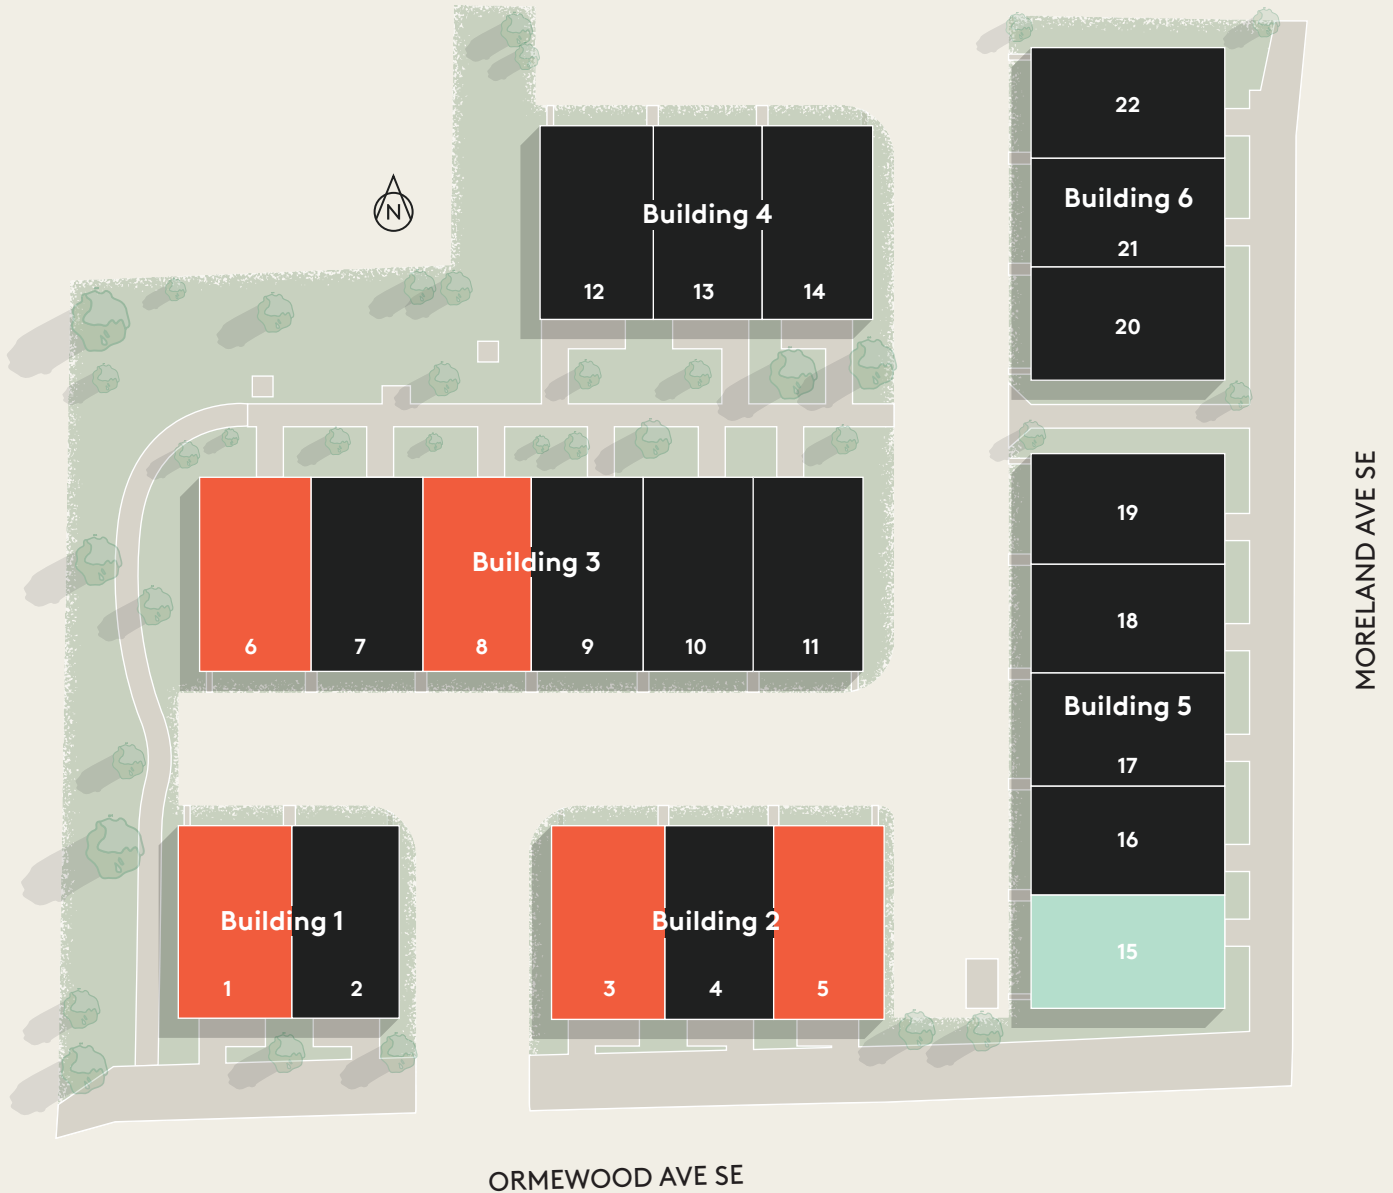 22
Building 6
21
20
N
Building 4
12 13 14
19
18
Building 5
17
16
15
Building 3
6 7 8 9 10 11
Building 1
1 2
Building 2
3 4 5
MORELAND AVE SE
ORMEWOOD AVE SE